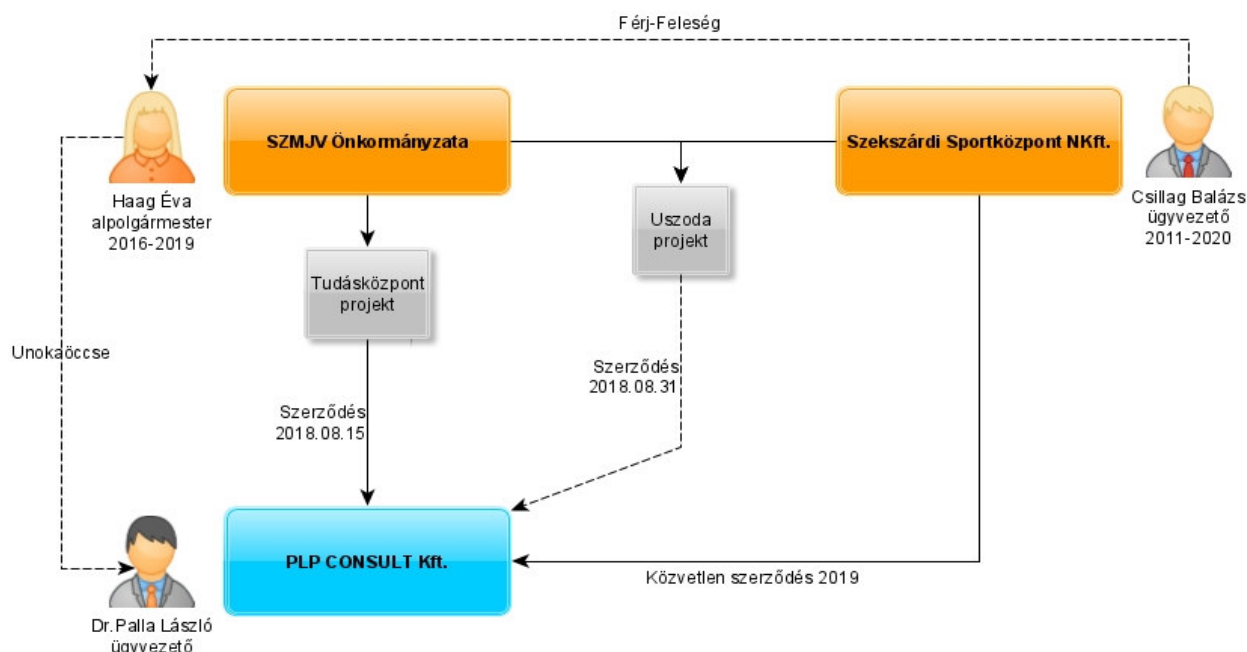 Férj-Feleség
SZMJV Önkormányzata
Szekszárdi Sportközpont NKft.
Haag Éva
alpolgármester
2016-2019
Csillag Balázs
ügyvezető
2011-2020
Uszoda
projekt
Tudásközpont
projekt
Unokaöccse
Szerződés
2018.08.31
Szerződés
2018.08.15
PLP CONSULT Kft.
Közvetlen szerződés 2019
Dr.Palla László
ügyvezető